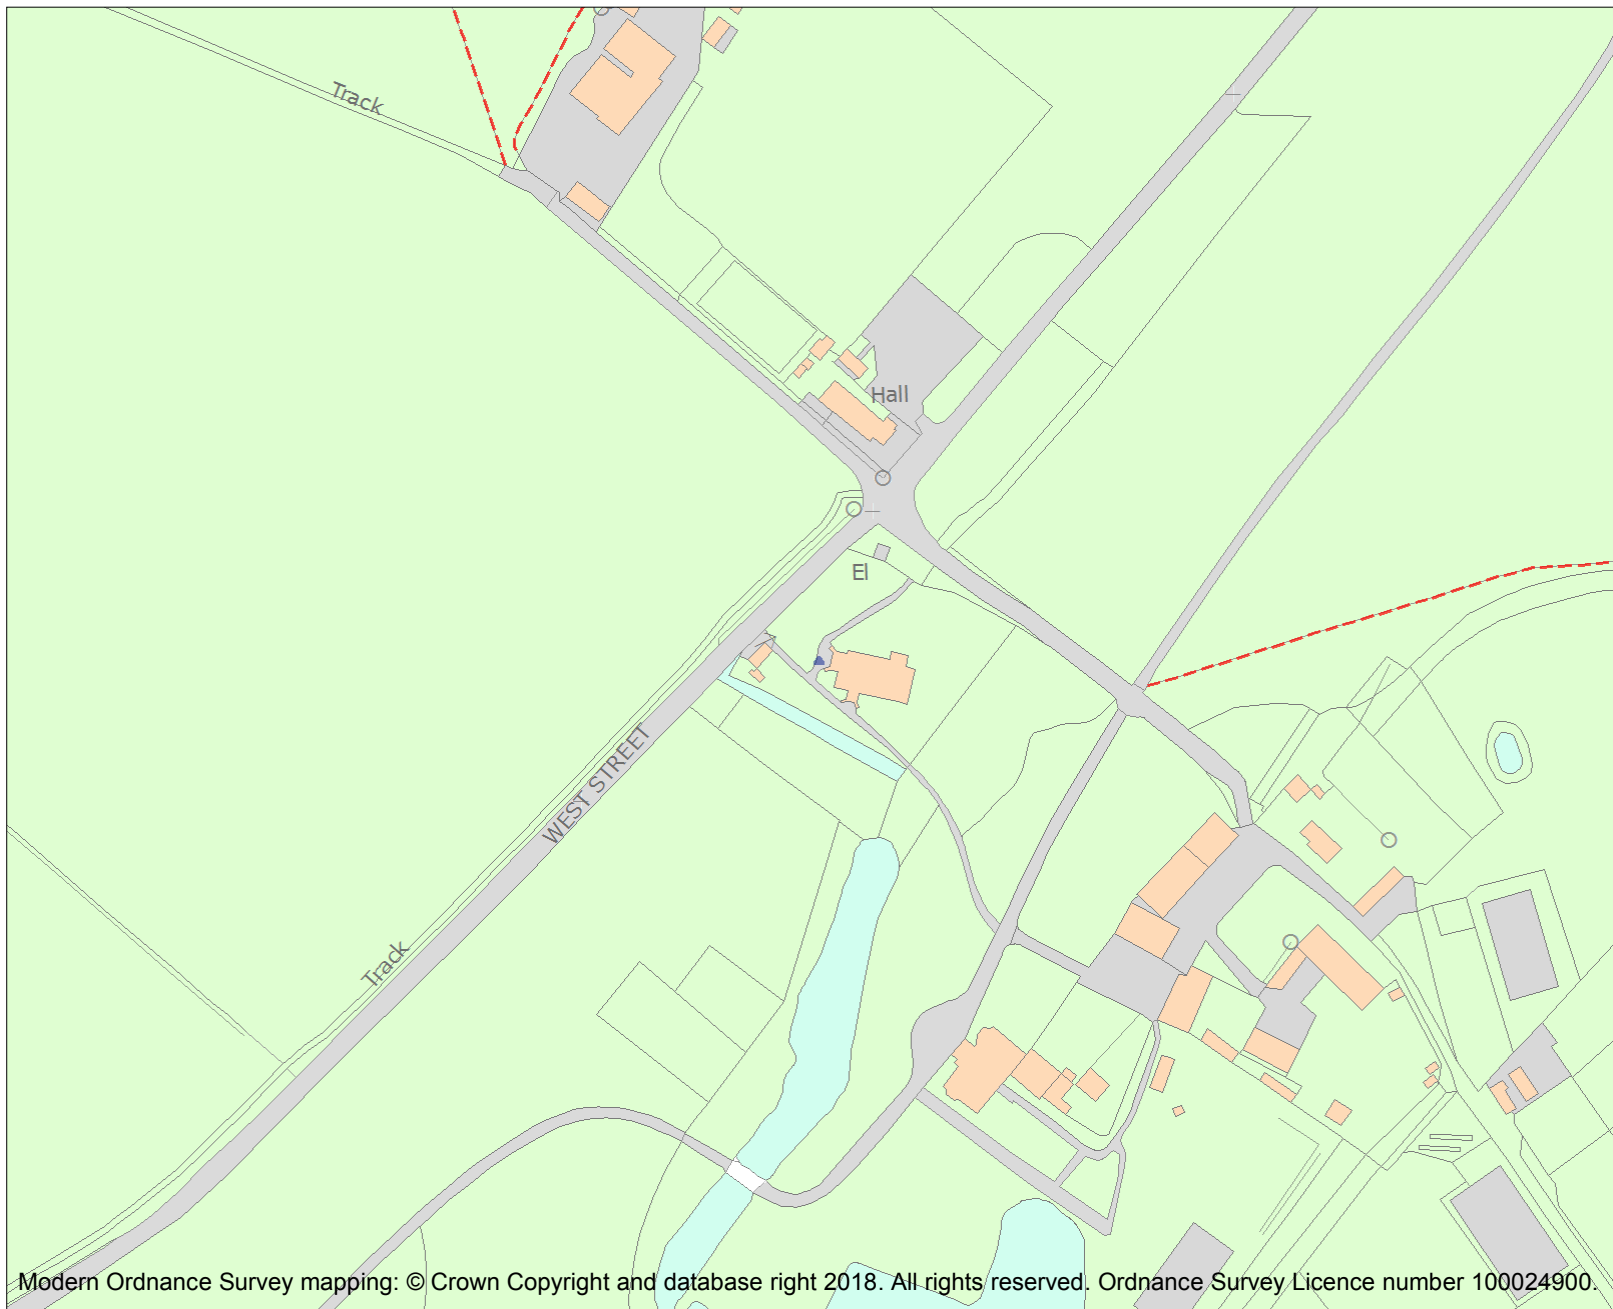 Track
Hall
El
WEST STREET
Track
Modern Ordnance Survey mapping: © Crown Copyright and database right 2018. All rights reserved. Ordnance Survey Licence number 100024900.